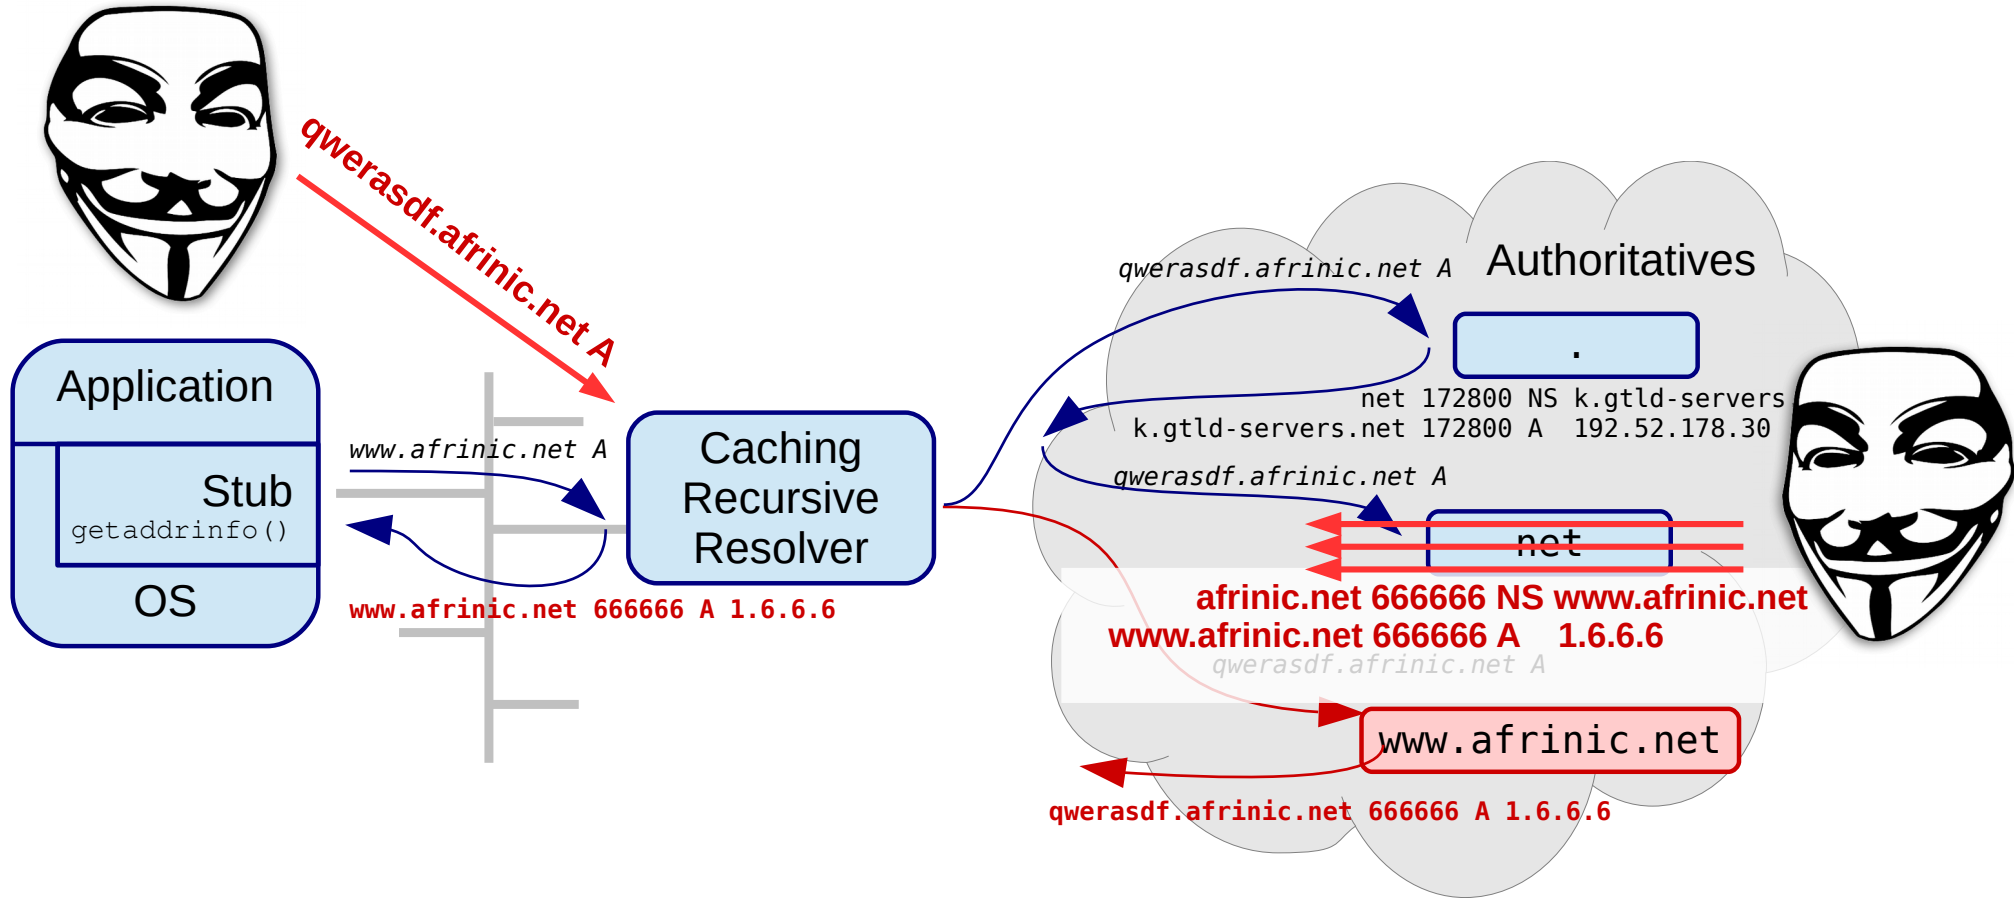 qwerasdf.afrinic.net A
Application
Stub
getaddrinfo()
OS
www.afrinic.net A
www.afrinic.net 666666 A 1.6.6.6
Caching
Recursive
Resolver
Authoritatives
qwerasdf.afrinic.net A
.
net 172800 NS k.gtld-servers
k.gtld-servers.net 172800 A 192.52.178.30
qwerasdf.afrinic.net A
net
afrinic.net 666666 NS www.afrinic.net
www.afrinic.net 666666 A 1.6.6.6
qwerasdf.afrinic.net A
www.afrinic.net
qwerasdf.afrinic.net 666666 A 1.6.6.6